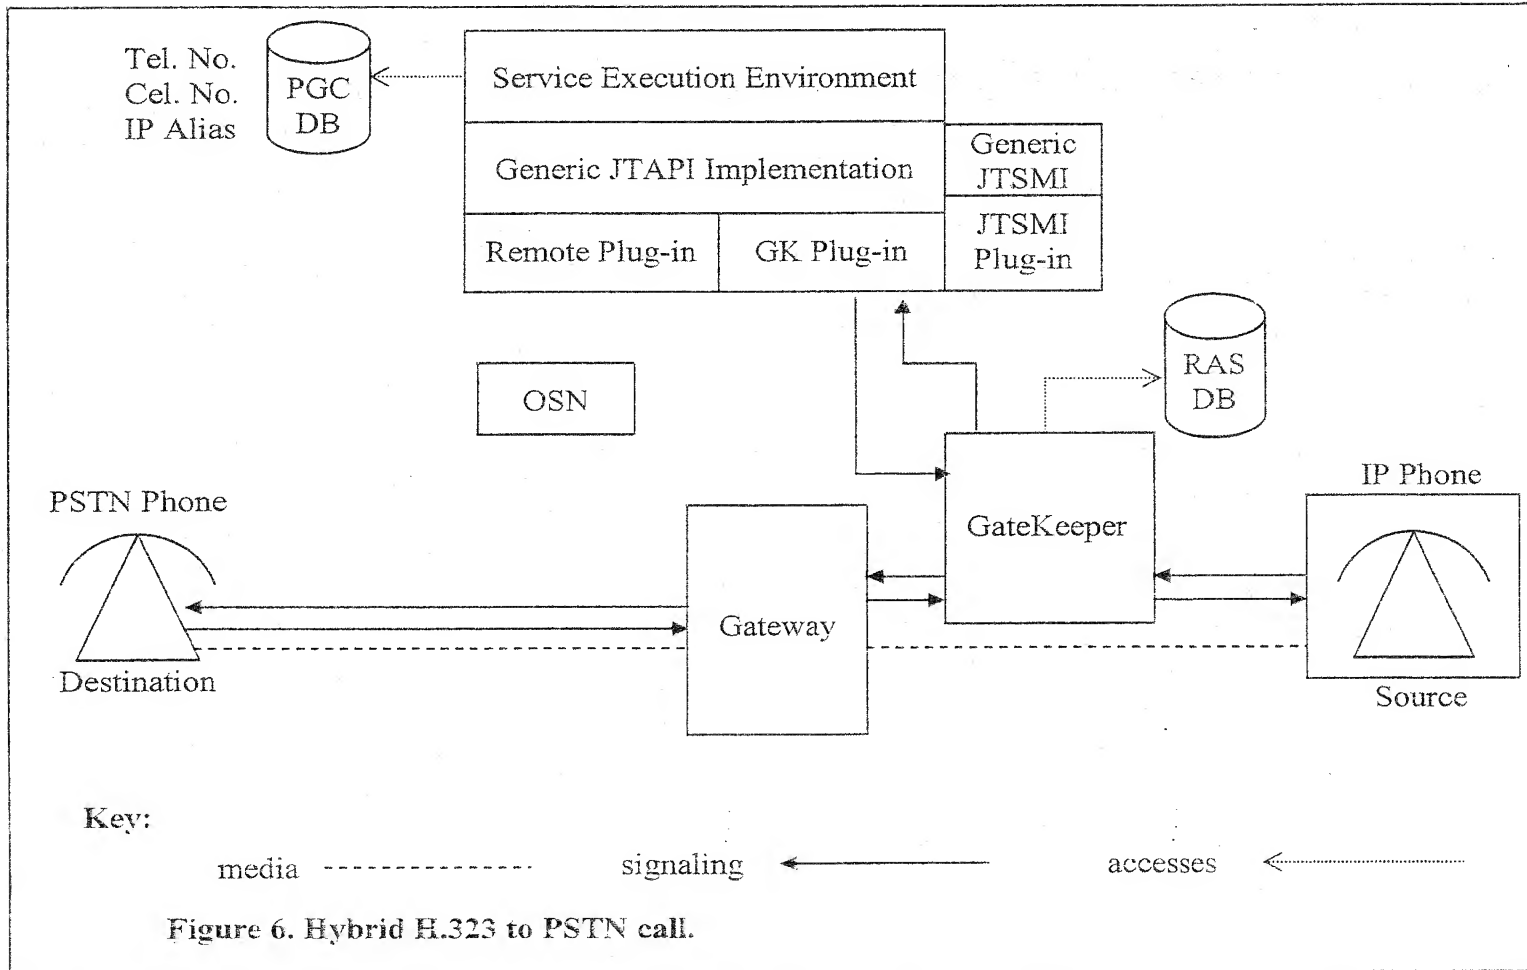 Tel. No.
Cel. No.
IP Alias
PGC
DB
Service Execution Environment
Generic JTAPI Implementation
Generic
JTSMI
Remote Plug-in
GK Plug-in
JTSMI
Plug-in
OSN
RAS
DB
PSTN Phone
IP Phone
GateKeeper
Gateway
Destination
Source
Key:
media
signaling
accesses
Figure 6. Hybrid H.323 to PSTN call.